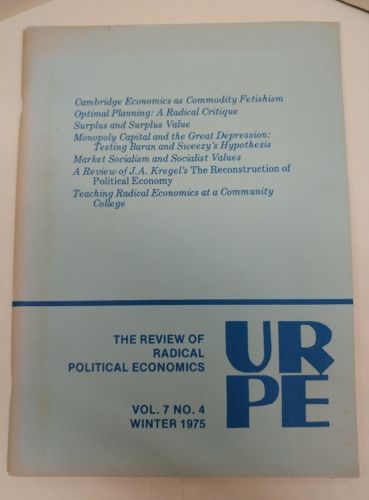 Cambridge Economics as Commodity Fetishism
Optimal Planning: A Radical Critique
Surplus and Surplus Value
Monopoly Capital and the Great Depression:
Testing Baran and Sweezy's Hypothesis
Market Socialism and Socialist Values
A Review of J.A. Kregel's The Reconstruction of
Political Economy
Teaching Radical Economics at a Community
College
THE REVIEW OF
RADICAL
POLITICAL ECONOMICS
VOL. 7 NO. 4
WINTER 1975
UR
PE